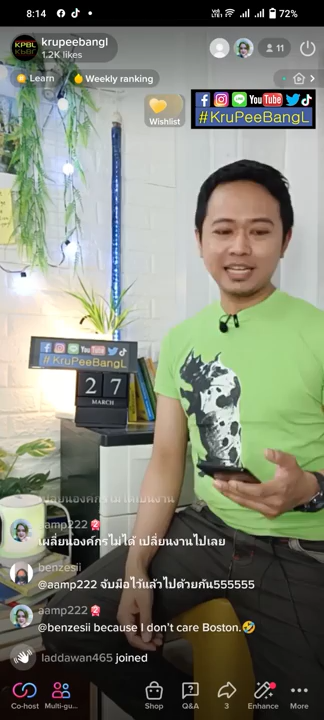 8:14
72%
krupeebangl
1.2K likes
11
Learn
Weekly ranking
KPBL
Wishlist
YouTube
#KruPeeBangL
YouTube
#KruPeeBangL
27
MARCH
aamp222
เปลี่ยนองค์กรไม่ได้ เปลี่ยนงานไปเลย
benzesii
@aamp222 จับมือไว้แล้วไปด้วยกัน555555
aamp222
@benzesii because I don't care Boston.🤣
laddawan465 joined
Co-host
Multi-gu...
Shop
Q&A
3
Enhance
More